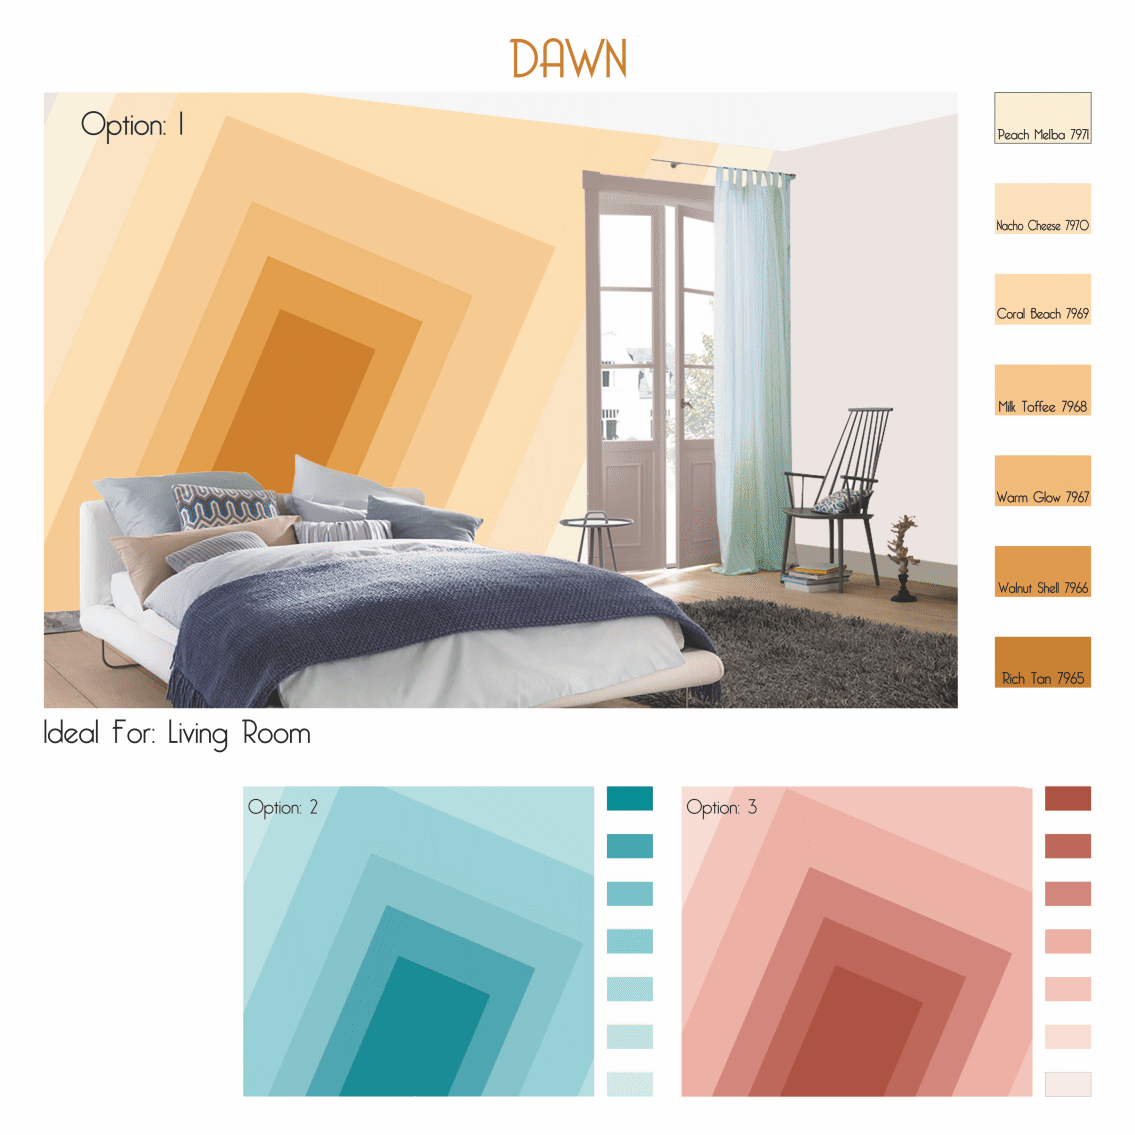 DAWN
Option: 1
Peach Melba 7971
Nacho Cheese 7970
Coral Beach 7969
Milk Toffee 7968
Warm Glow 7967
Walnut Shell 7966
Rich Tan 7965
Ideal For: Living Room
Option: 2
Option: 3